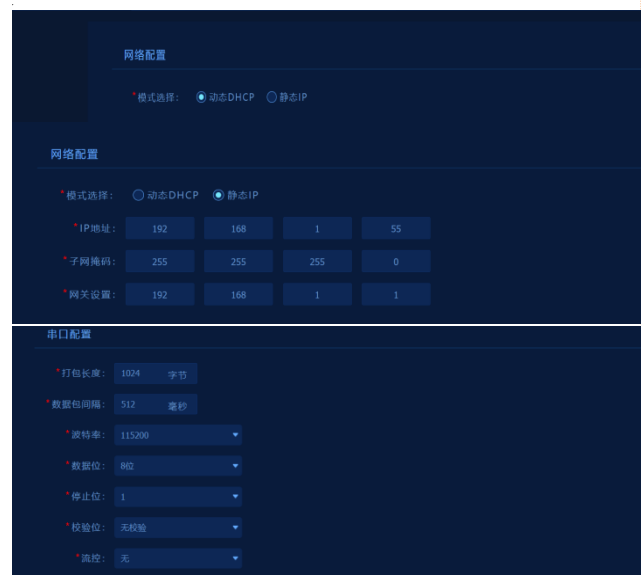 网络配置
*模式选择： 动态DHCP 静态IP
网络配置
*模式选择： 动态DHCP 静态IP
*IP地址： 192 168 1 55
*子网掩码： 255 255 255 0
*网关设置： 192 168 1 1
串口配置
*打包长度： 1024 字节
*数据包间隔： 512 毫秒
*波特率： 115200
*数据位： 8位
*停止位： 1
*校验位： 无校验
*流控： 无